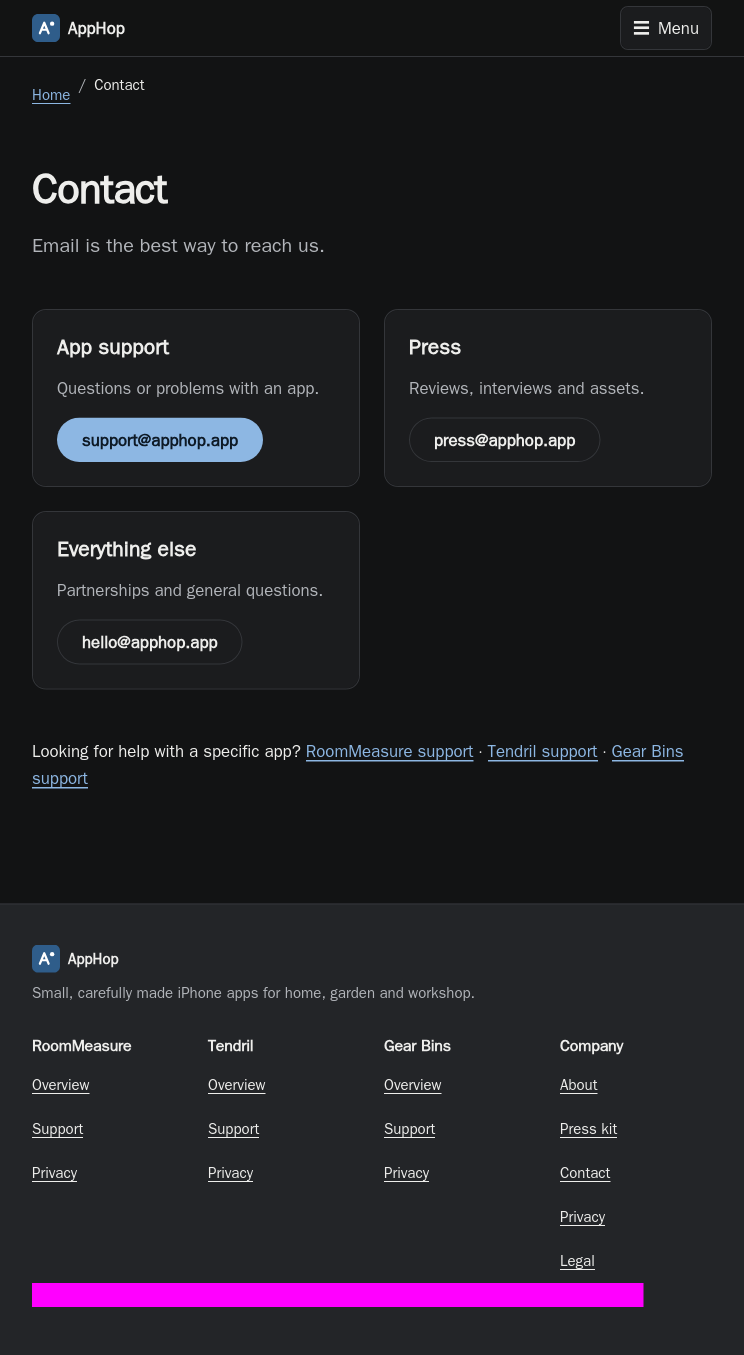 AppHop
☰ Menu
Home / Contact
Contact
Email is the best way to reach us.
App support
Questions or problems with an app.
support@apphop.app
Press
Reviews, interviews and assets.
press@apphop.app
Everything else
Partnerships and general questions.
hello@apphop.app
Looking for help with a specific app? RoomMeasure support · Tendril support · Gear Bins
support
AppHop
Small, carefully made iPhone apps for home, garden and workshop.
RoomMeasure
Overview
Support
Privacy
Tendril
Overview
Support
Privacy
Gear Bins
Overview
Support
Privacy
Company
About
Press kit
Contact
Privacy
Legal